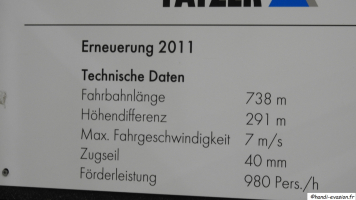 FATZER
Erneuerung 2011
Technische Daten
Fahrbahnlänge 738 m
Höhendifferenz 291 m
Max. Fahrgeschwindigkeit 7 m/s
Zugseil 40 mm
Förderleistung 980 Pers./h
©handi-evasion.fr